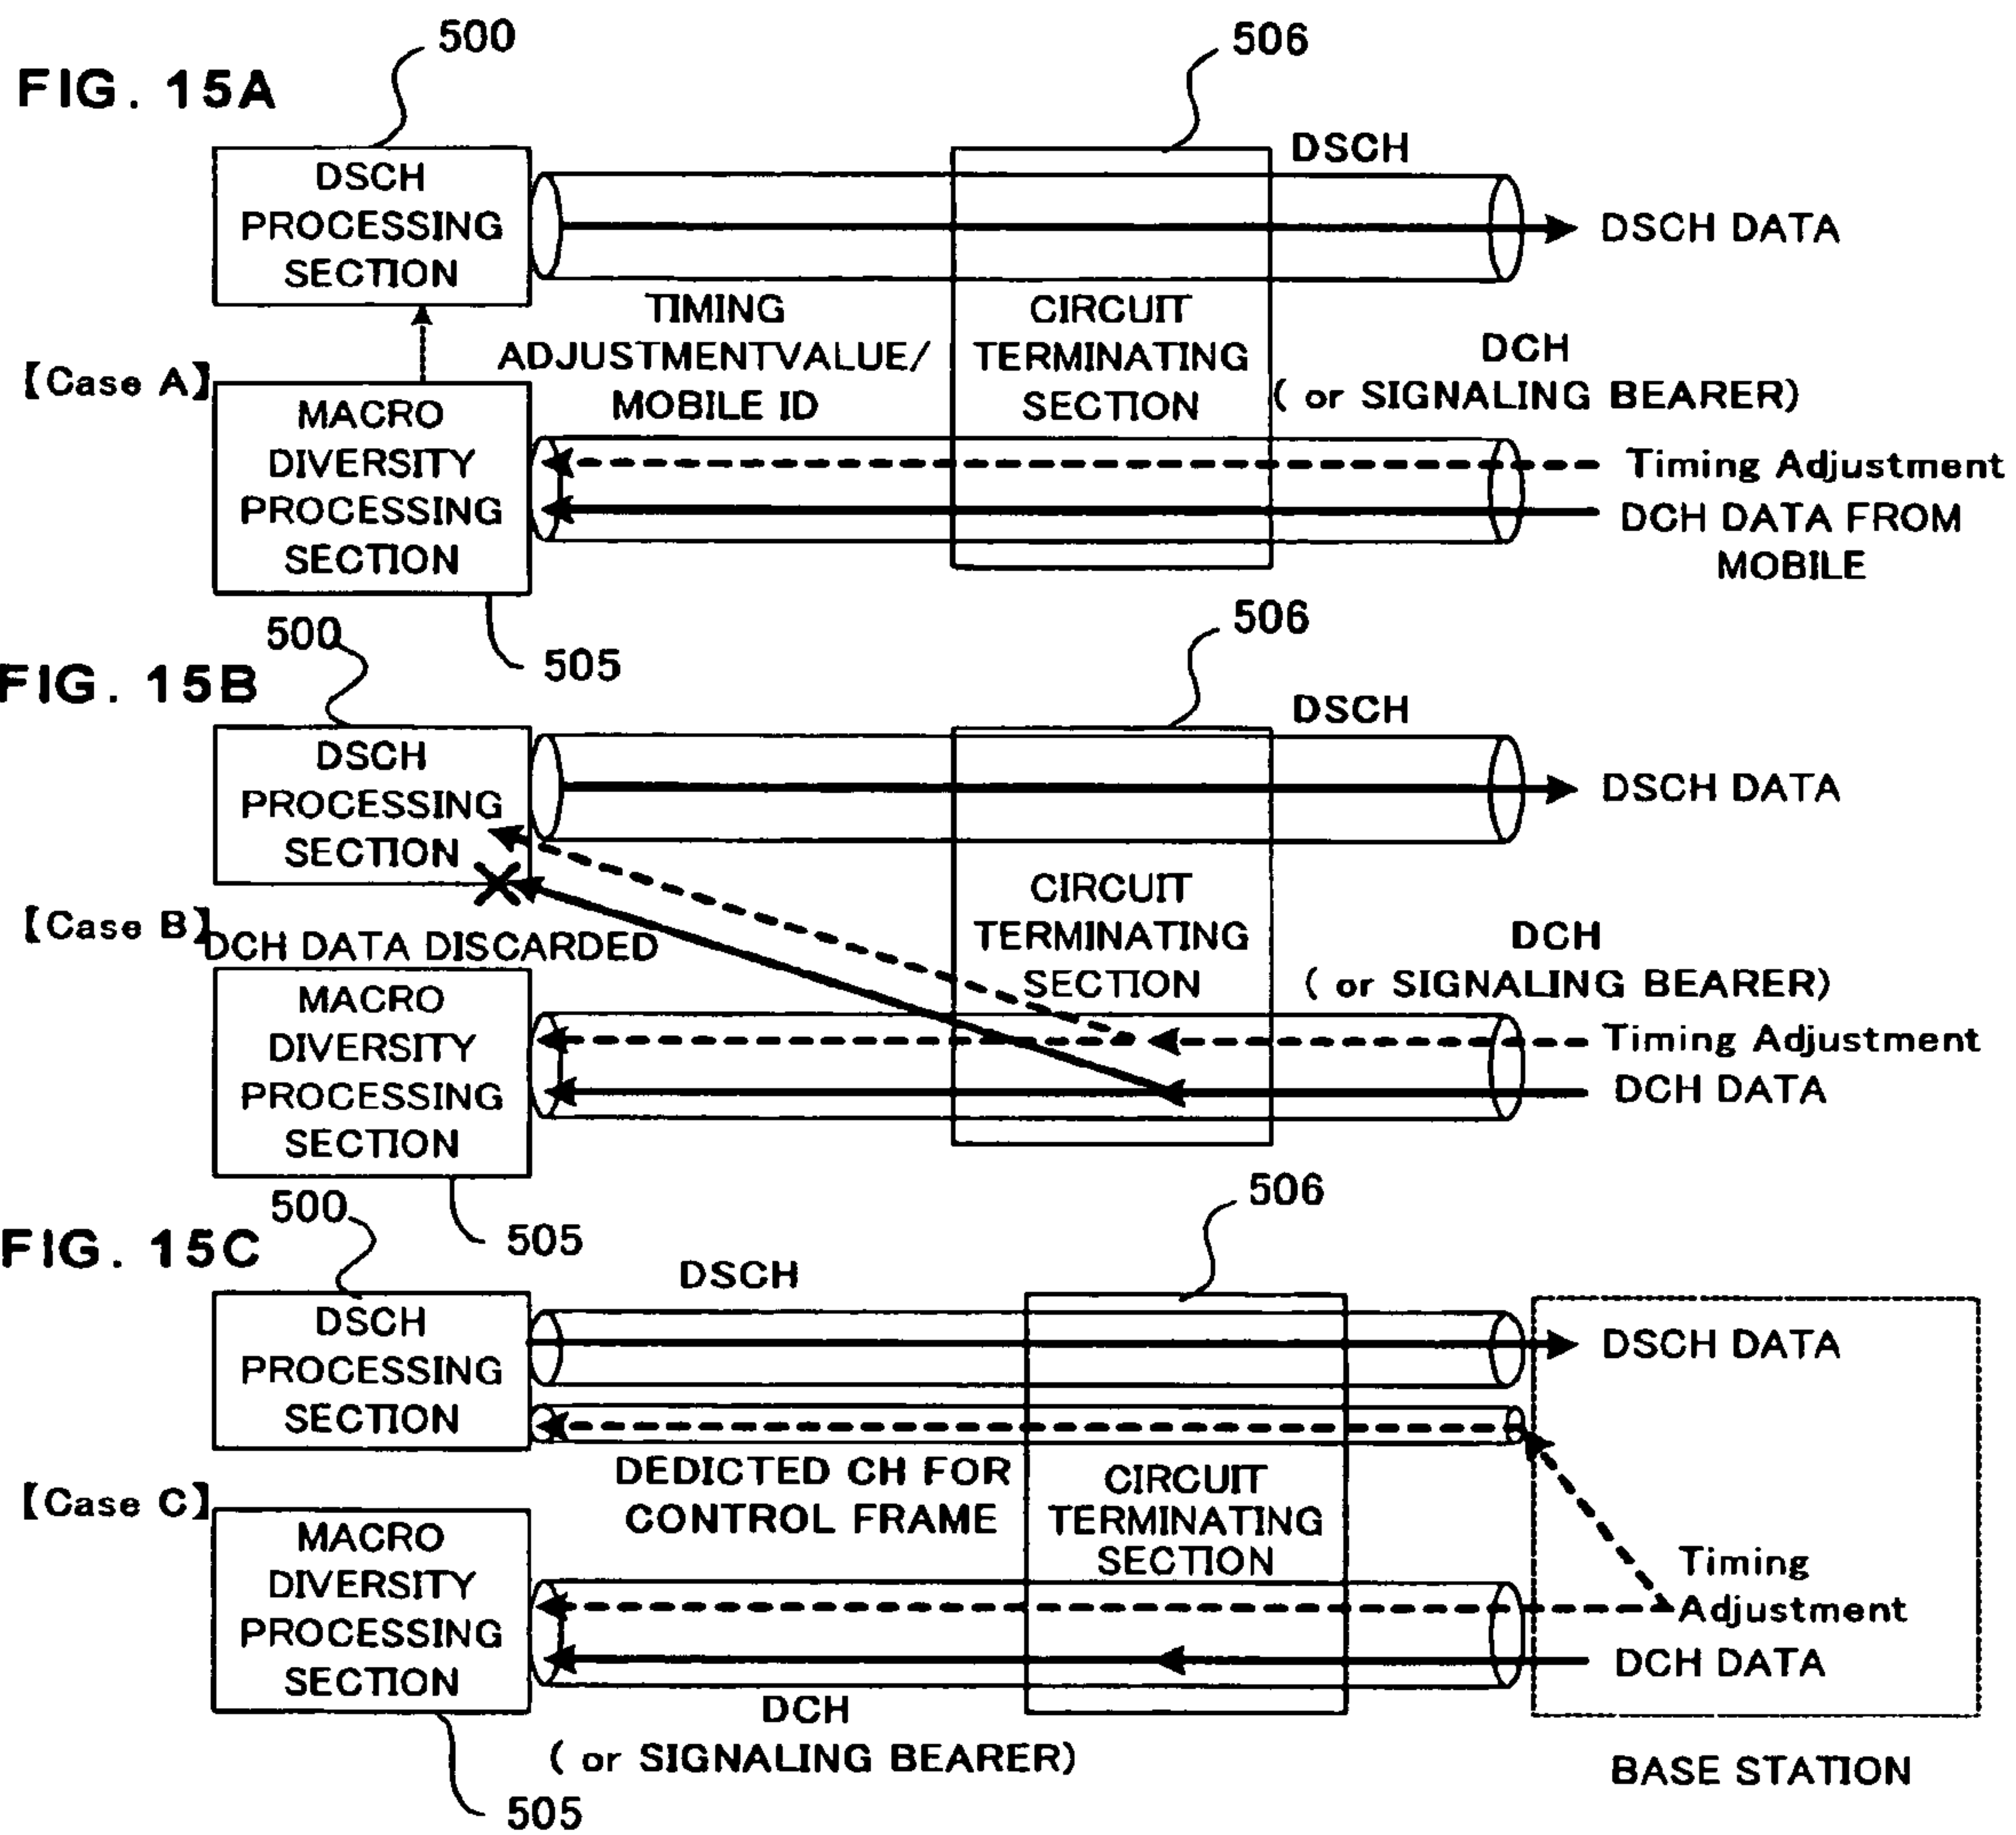 FIG. 15A
500
506
DSCH
PROCESSING
SECTION
DSCH
DSCH DATA
TIMING
ADJUSTMENTVALUE/
MOBILE ID
CIRCUIT
TERMINATING
SECTION
DCH
( or SIGNALING BEARER)
【Case A】
MACRO
DIVERSITY
PROCESSING
SECTION
Timing Adjustment
DCH DATA FROM
MOBILE
505
FIG. 15B
500
506
DSCH
PROCESSING
SECTION
DSCH
DSCH DATA
【Case B】
DCH DATA DISCARDED
CIRCUIT
TERMINATING
SECTION
DCH
( or SIGNALING BEARER)
MACRO
DIVERSITY
PROCESSING
SECTION
Timing Adjustment
DCH DATA
505
FIG. 15C
500
506
DSCH
DSCH
PROCESSING
SECTION
DSCH DATA
DEDICTED CH FOR
CONTROL FRAME
CIRCUIT
TERMINATING
SECTION
【Case C】
MACRO
DIVERSITY
PROCESSING
SECTION
Timing
Adjustment
DCH DATA
DCH
( or SIGNALING BEARER)
BASE STATION
505